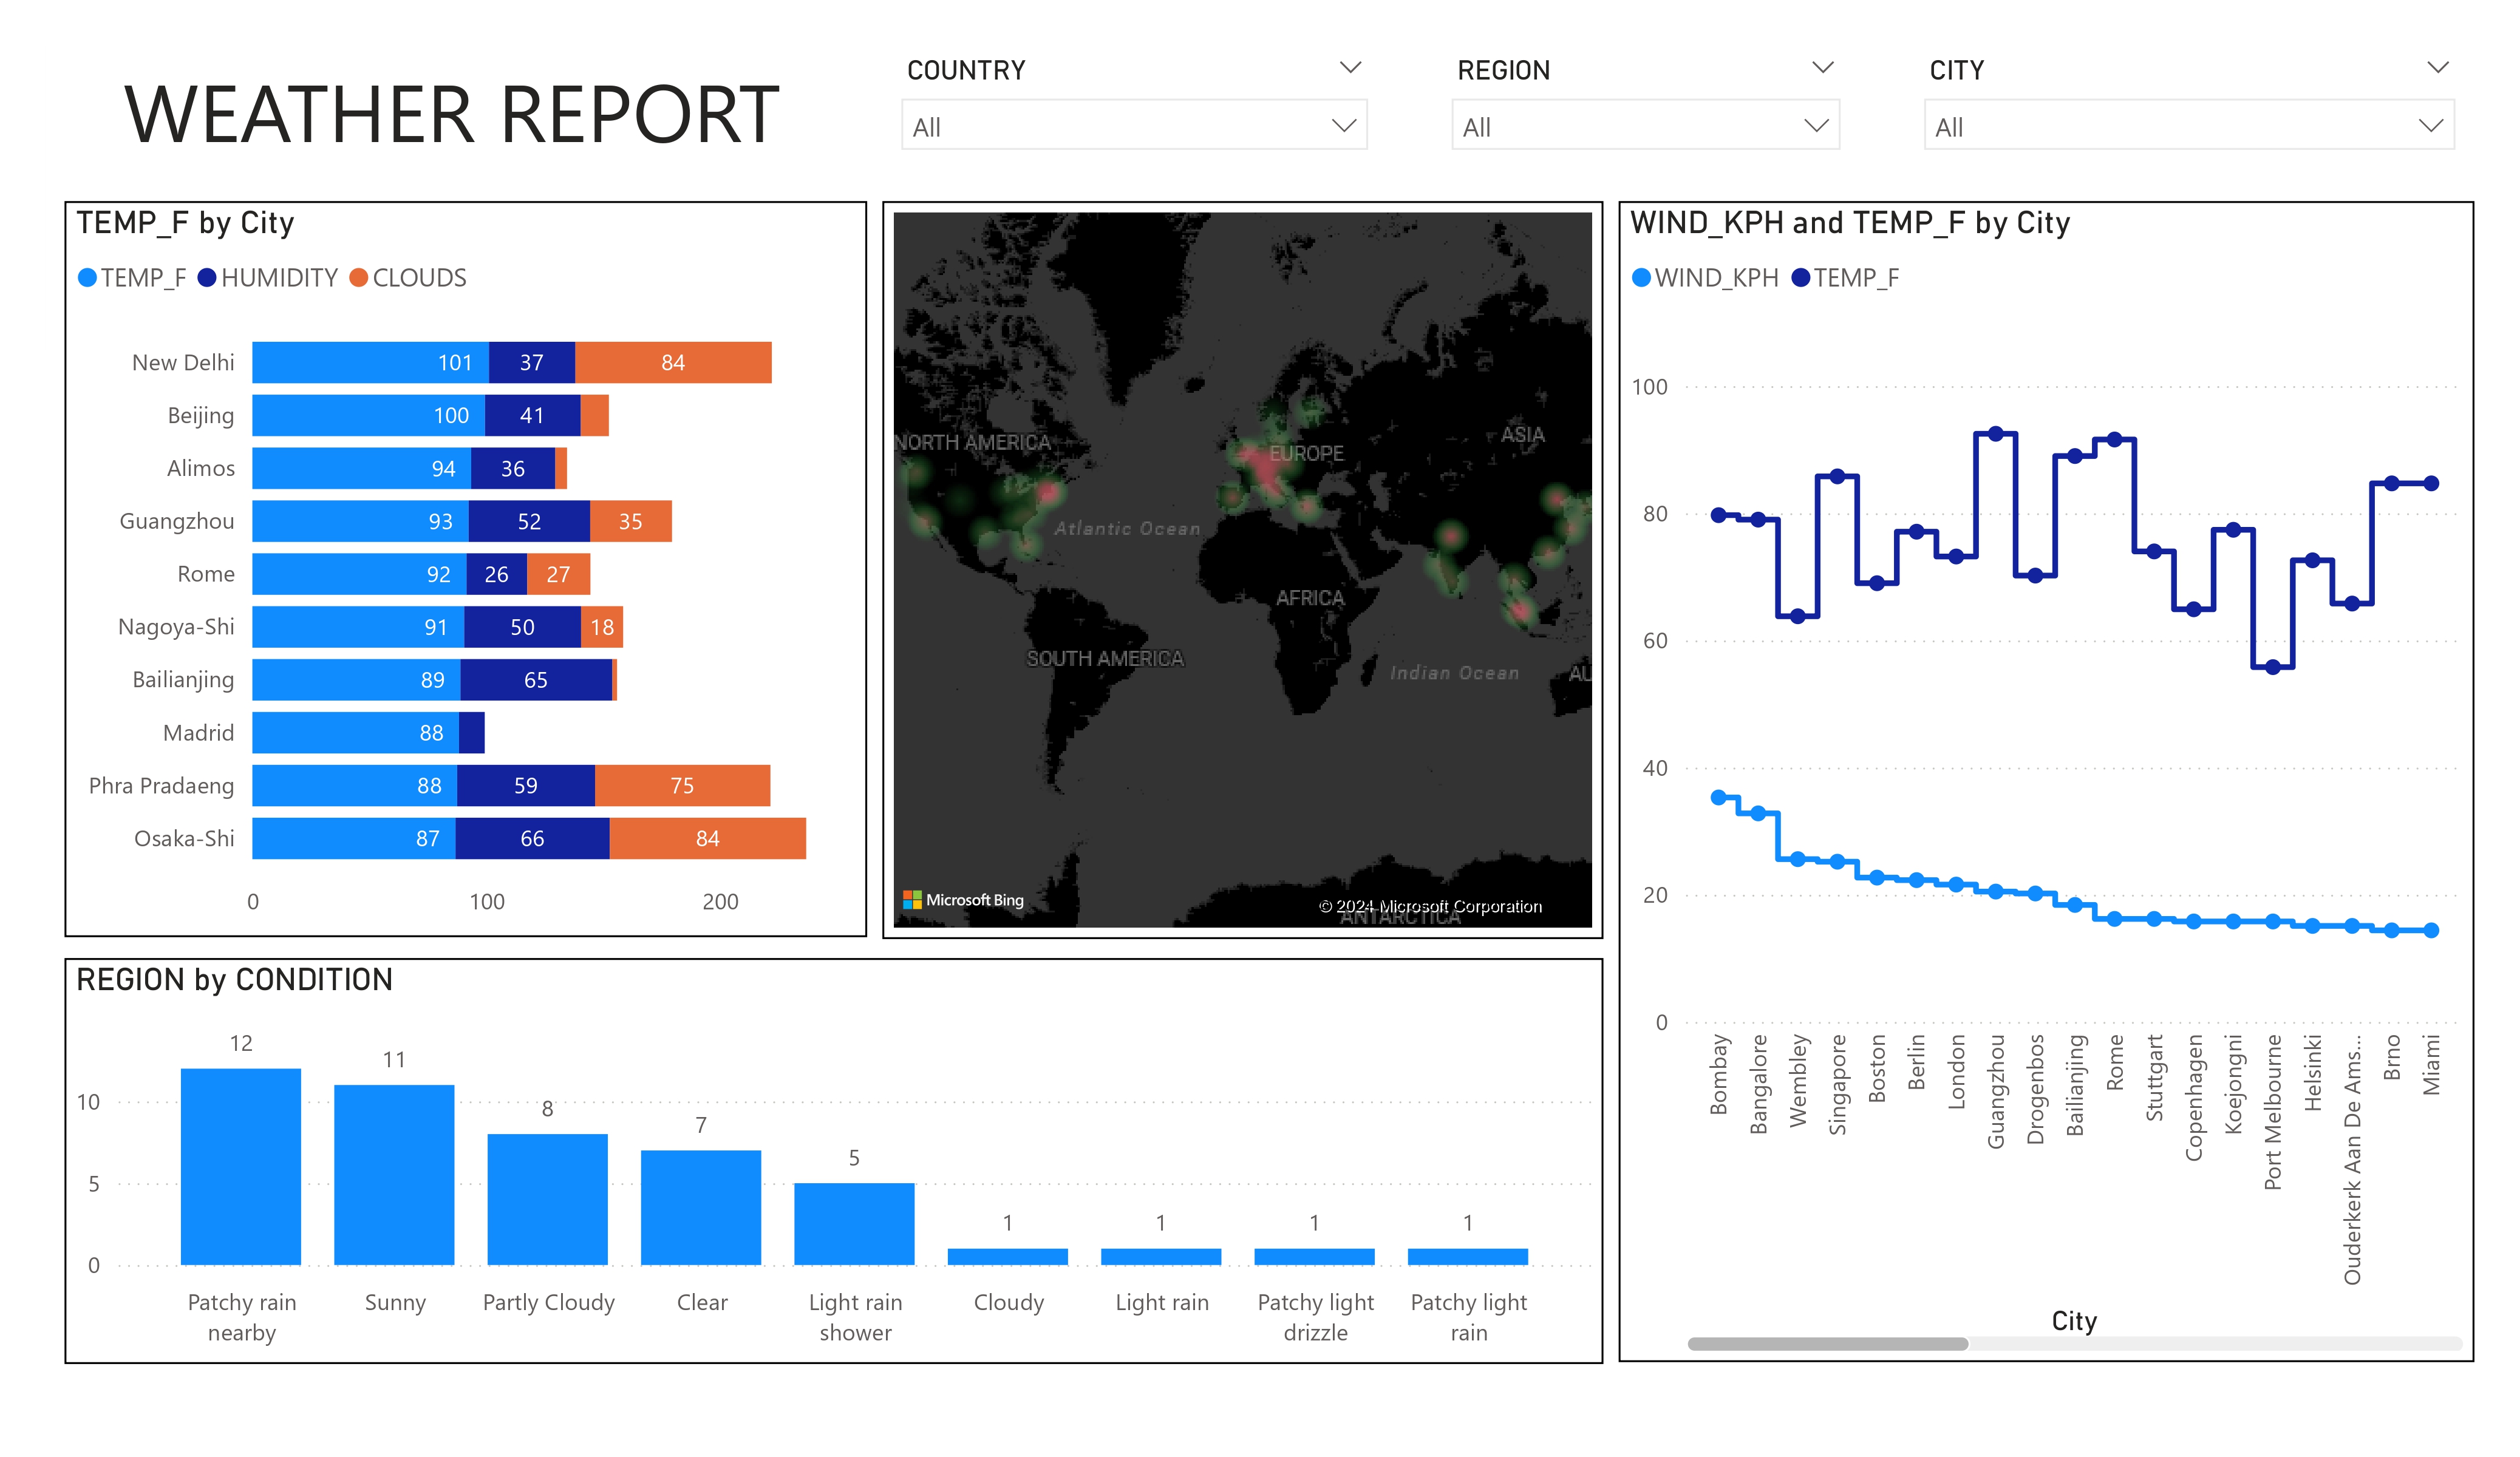 WEATHER REPORT
COUNTRY
All
REGION
All
CITY
All
TEMP_F by City
TEMP_F HUMIDITY CLOUDS
New Delhi 101 37 84
Beijing 100 41
Alimos 94 36
Guangzhou 93 52 35
Rome 92 26 27
Nagoya-Shi 91 50 18
Bailianjing 89 65
Madrid 88
Phra Pradaeng 88 59 75
Osaka-Shi 87 66 84
0 100 200
NORTH AMERICA
EUROPE
ASIA
Atlantic Ocean
AFRICA
SOUTH AMERICA
Indian Ocean
AU
Microsoft Bing
© 2024 Microsoft Corporation
ANTARCTICA
WIND_KPH and TEMP_F by City
WIND_KPH TEMP_F
100
80
60
40
20
0
Bombay
Bangalore
Wembley
Singapore
Boston
Berlin
London
Guangzhou
Drogenbos
Bailianjing
Rome
Stuttgart
Copenhagen
Koejongni
Port Melbourne
Helsinki
Ouderkerk Aan De Ams...
Brno
Miami
City
REGION by CONDITION
12
11
8
7
5
1
1
1
1
10
5
0
Patchy rain
nearby
Sunny
Partly Cloudy
Clear
Light rain
shower
Cloudy
Light rain
Patchy light
drizzle
Patchy light
rain